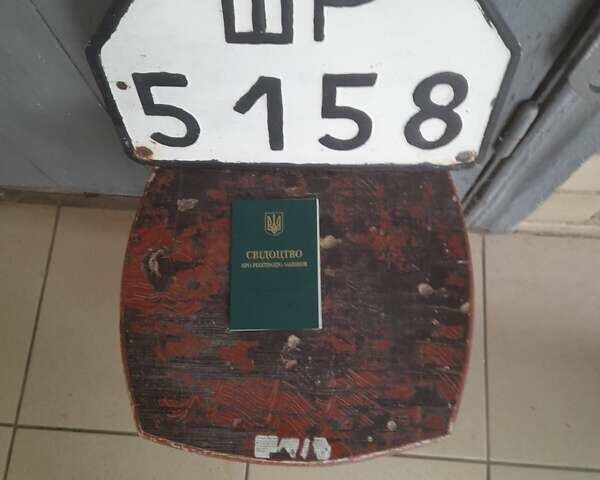 ШР
5158
СВІДОЦТВО
ПРО РЕЄСТРАЦІЮ МАШИНИ